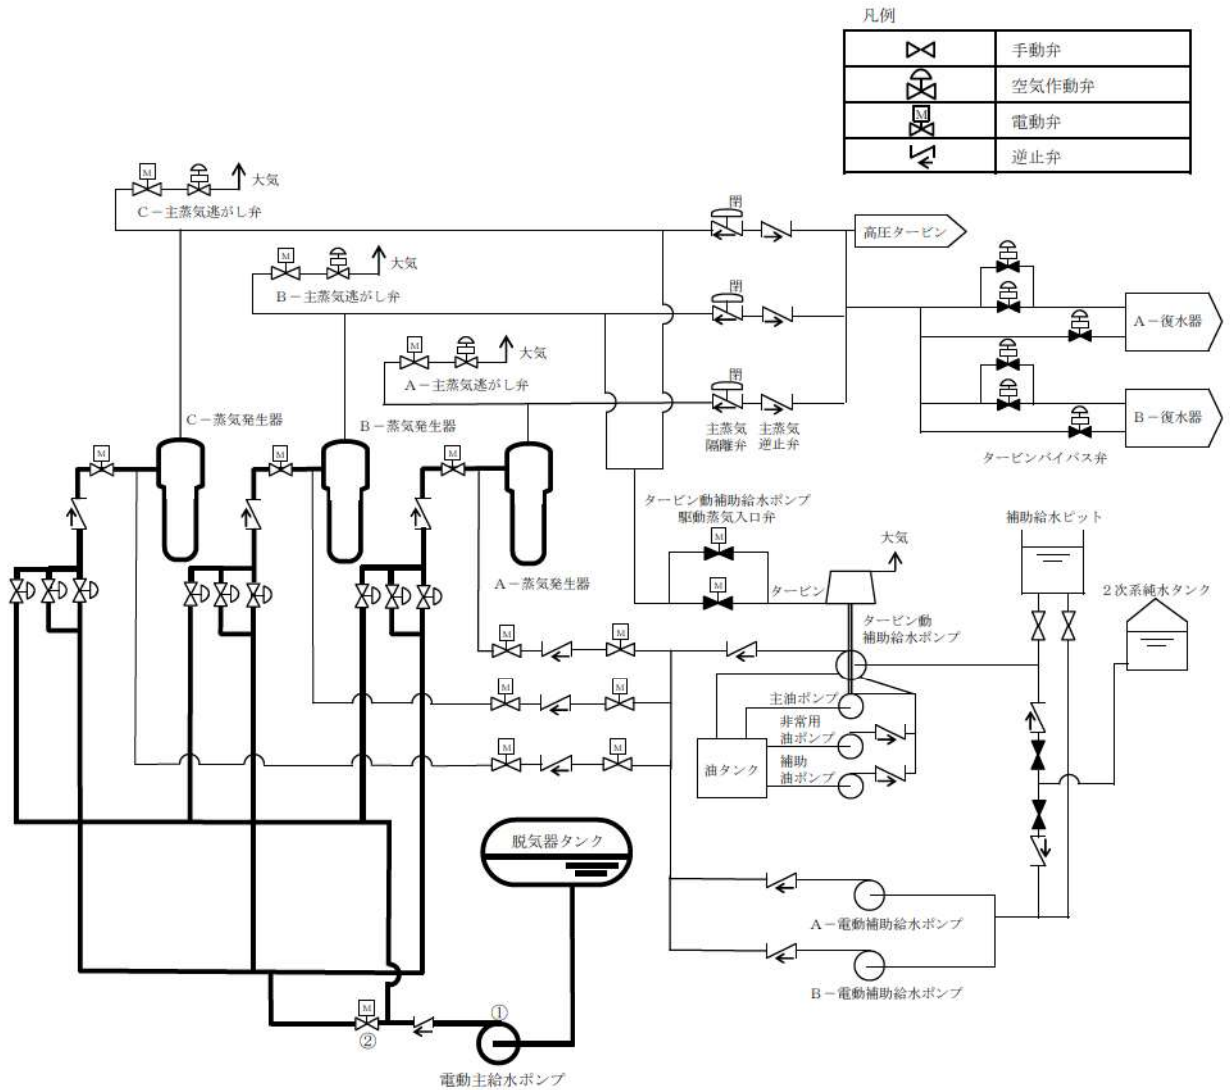 凡例
手動弁
空気作動弁
M
電動弁
逆止弁
M
大気
C－主蒸気逃がし弁
閉
高圧タービン
M
大気
B－主蒸気逃がし弁
閉
A－復水器
M
大気
A－主蒸気逃がし弁
閉
B－復水器
主蒸気
隔離弁
主蒸気
逆止弁
タービンバイパス弁
C－蒸気発生器
B－蒸気発生器
M
M
M
A－蒸気発生器
タービン動補助給水ポンプ
駆動蒸気入口弁
M
M
大気
タービン
補助給水ピット
2次系純水タンク
タービン動
補助給水ポンプ
M
M
M
M
M
M
主油ポンプ
非常用
油ポンプ
補助
油ポンプ
油タンク
脱気器タンク
A－電動補助給水ポンプ
B－電動補助給水ポンプ
M
②
①
電動主給水ポンプ